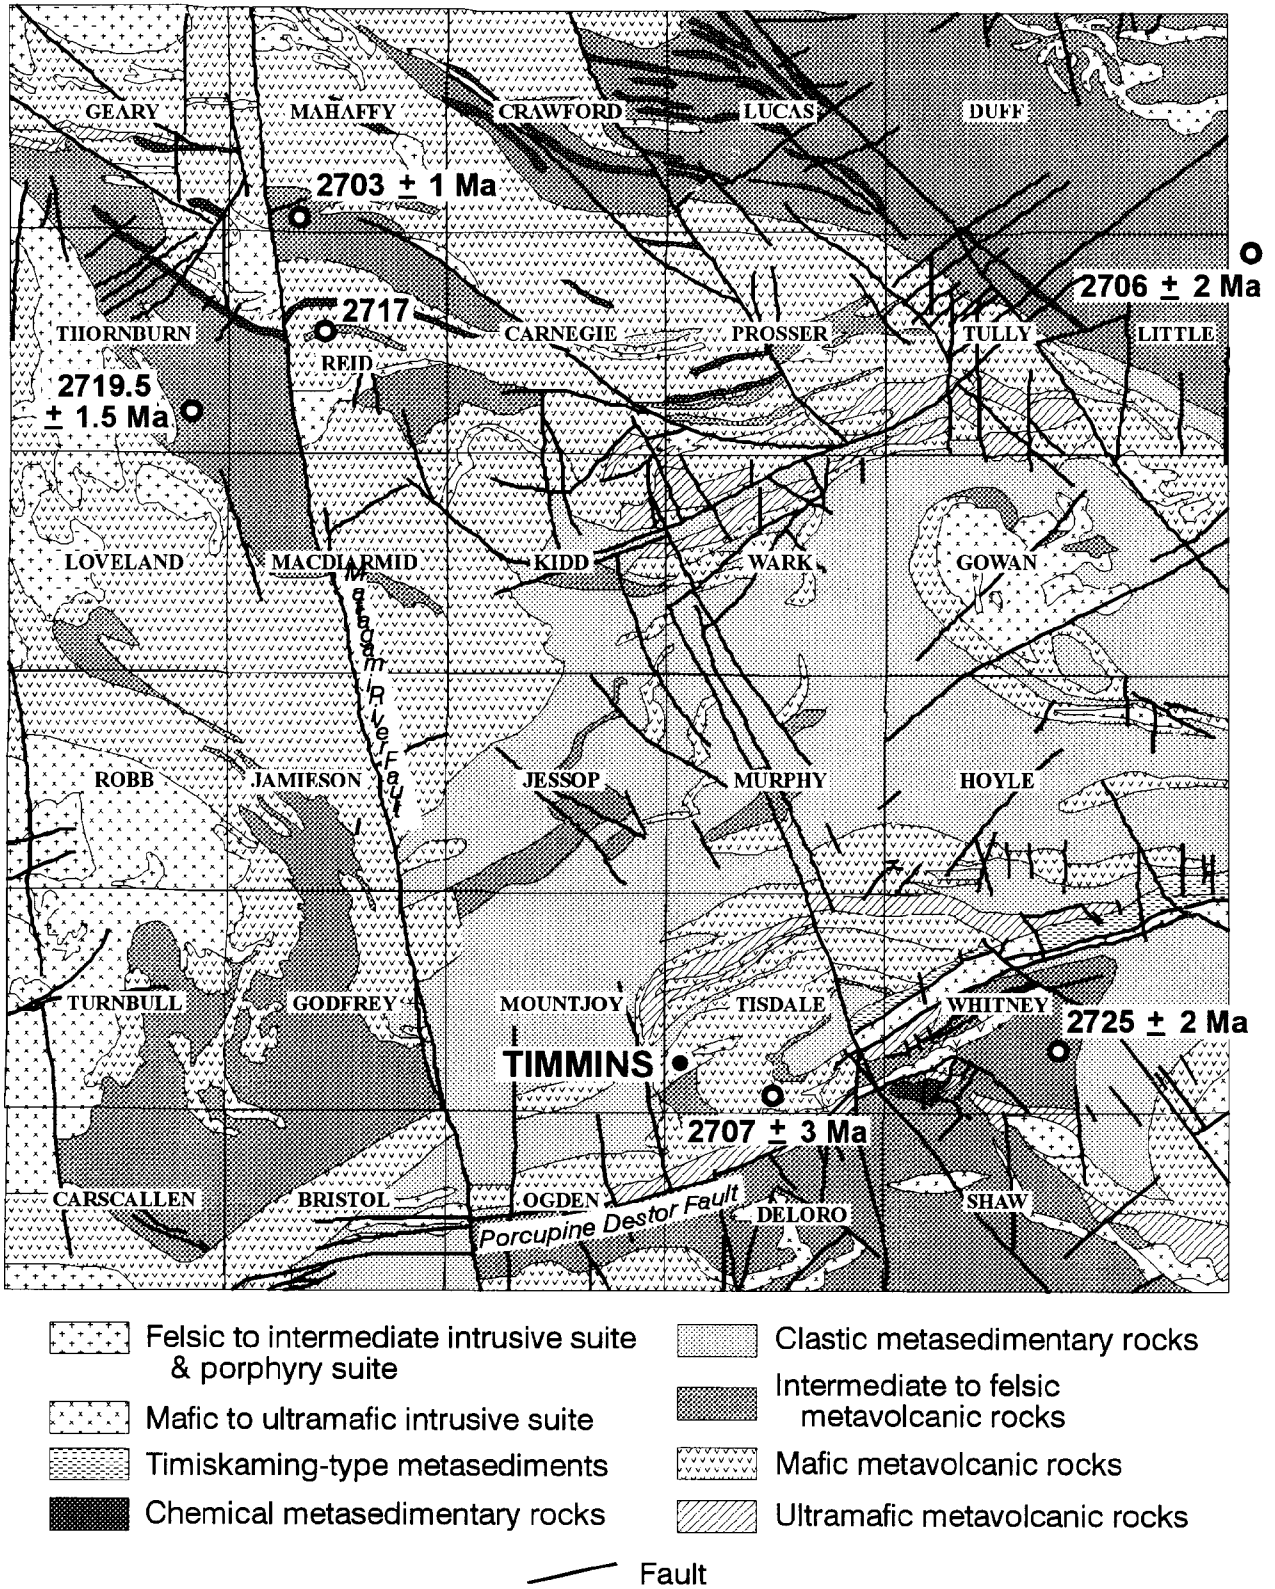 GEARY
MAHAFFY
CRAWFORD
LUCAS
DUFF
2703 ± 1 Ma
2706 ± 2 Ma
2717
THORNBURN
REID
CARNEGIE
PROSSER
TULLY
LITTLE
2719.5
± 1.5 Ma
LOVELAND
MACDIARMID
KIDD
WARK
GOWAN
Matagami River Fault
ROBB
JAMIESON
JESSOP
MURPHY
HOYLE
TURNBULL
GODFREY
MOUNTJOY
TISDALE
WHITNEY
2725 ± 2 Ma
TIMMINS
2707 ± 3 Ma
CARSCALLEN
BRISTOL
OGDEN
DELORO
SHAW
Porcupine Destor Fault
Felsic to intermediate intrusive suite
& porphyry suite
Mafic to ultramafic intrusive suite
Timiskaming-type metasediments
Chemical metasedimentary rocks
Clastic metasedimentary rocks
Intermediate to felsic
metavolcanic rocks
Mafic metavolcanic rocks
Ultramafic metavolcanic rocks
Fault